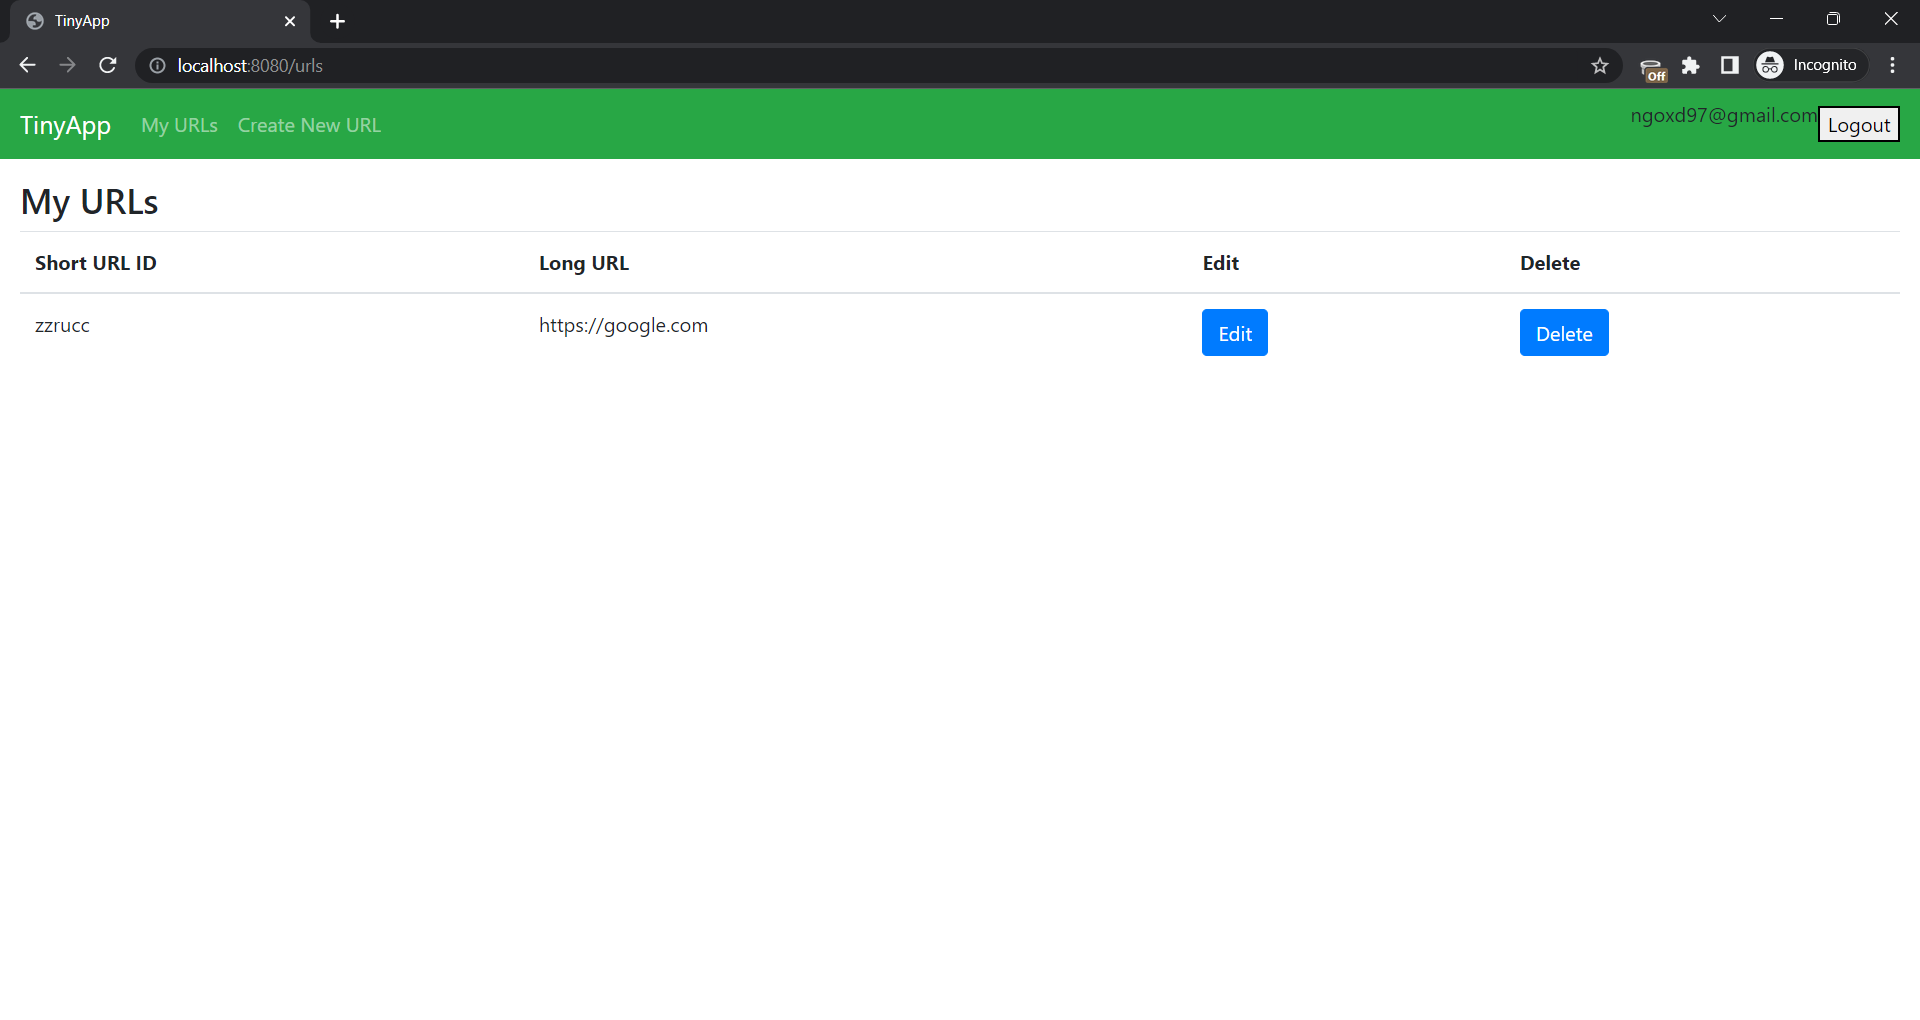 TinyApp
localhost:8080/urls
Off
Incognito
TinyApp My URLs Create New URL ngoxd97@gmail.com Logout
My URLs
Short URL ID Long URL Edit Delete
zzrucc https://google.com Edit Delete